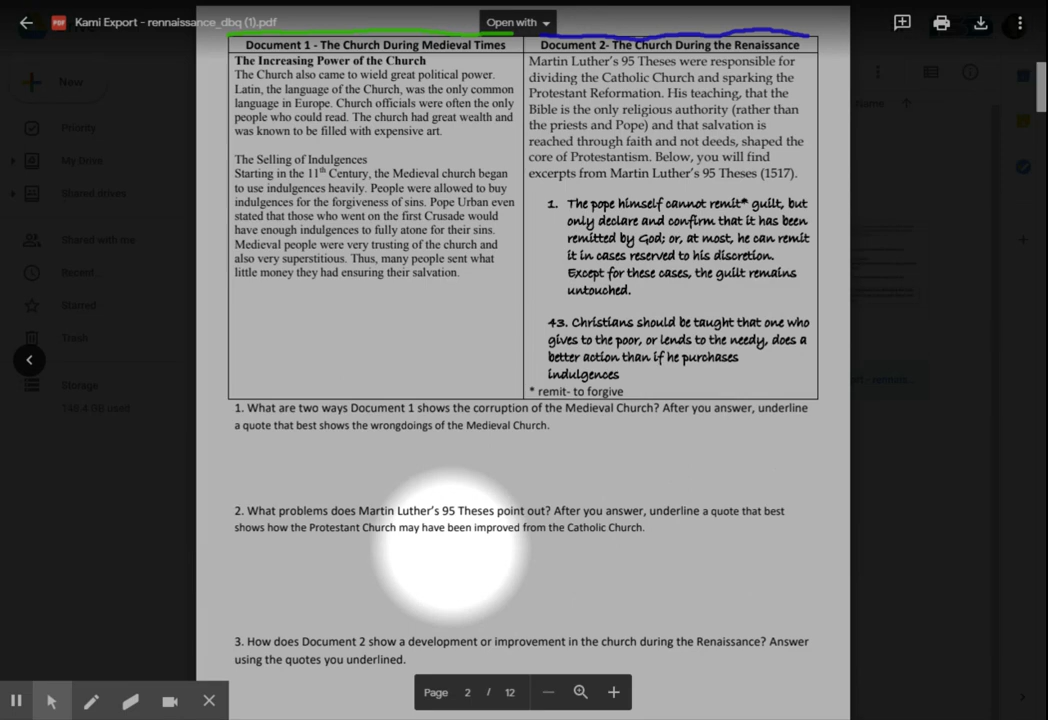 Kami Export - rennaissance_dbq (1).pdf
Open with
New
Priority
My Drive
Shared drives
Shared with me
Recent
Starred
Trash
Storage
Name
Document 1 - The Church During Medieval Times
The Increasing Power of the Church
The Church also came to wield great political power.
Latin, the language of the Church, was the only common
language in Europe. Church officials were often the only
people who could read. The church had great wealth and
was known to be filled with expensive art.
The Selling of Indulgences
Starting in the 11th Century, the Medieval church began
to use indulgences heavily. People were allowed to buy
indulgences for the forgiveness of sins. Pope Urban even
stated that those who went on the first Crusade would
have enough indulgences to fully atone for their sins.
Medieval people were very trusting of the church and
also very superstitious. Thus, many people sent what
little money they had ensuring their salvation.
Document 2- The Church During the Renaissance
Martin Luther's 95 Theses were responsible for
dividing the Catholic Church and sparking the
Protestant Reformation. His teaching, that the
Bible is the only religious authority (rather than
the priests and Pope) and that salvation is
reached through faith and not deeds, shaped the
core of Protestantism. Below, you will find
excerpts from Martin Luther's 95 Theses (1517).
1. The pope himself cannot remit* guilt, but
only declare and confirm that it has been
remitted by God; or, at most, he can remit
it in cases reserved to his discretion.
Except for these cases, the guilt remains
untouched.
43. Christians should be taught that one who
gives to the poor, or lends to the needy, does a
better action than if he purchases
indulgences
* remit- to forgive
1. What are two ways Document 1 shows the corruption of the Medieval Church? After you answer, underline
a quote that best shows the wrongdoings of the Medieval Church.
2. What problems does Martin Luther's 95 Theses point out? After you answer, underline a quote that best
shows how the Protestant Church may have been improved from the Catholic Church.
3. How does Document 2 show a development or improvement in the church during the Renaissance? Answer
using the quotes you underlined.
Page 2 / 12